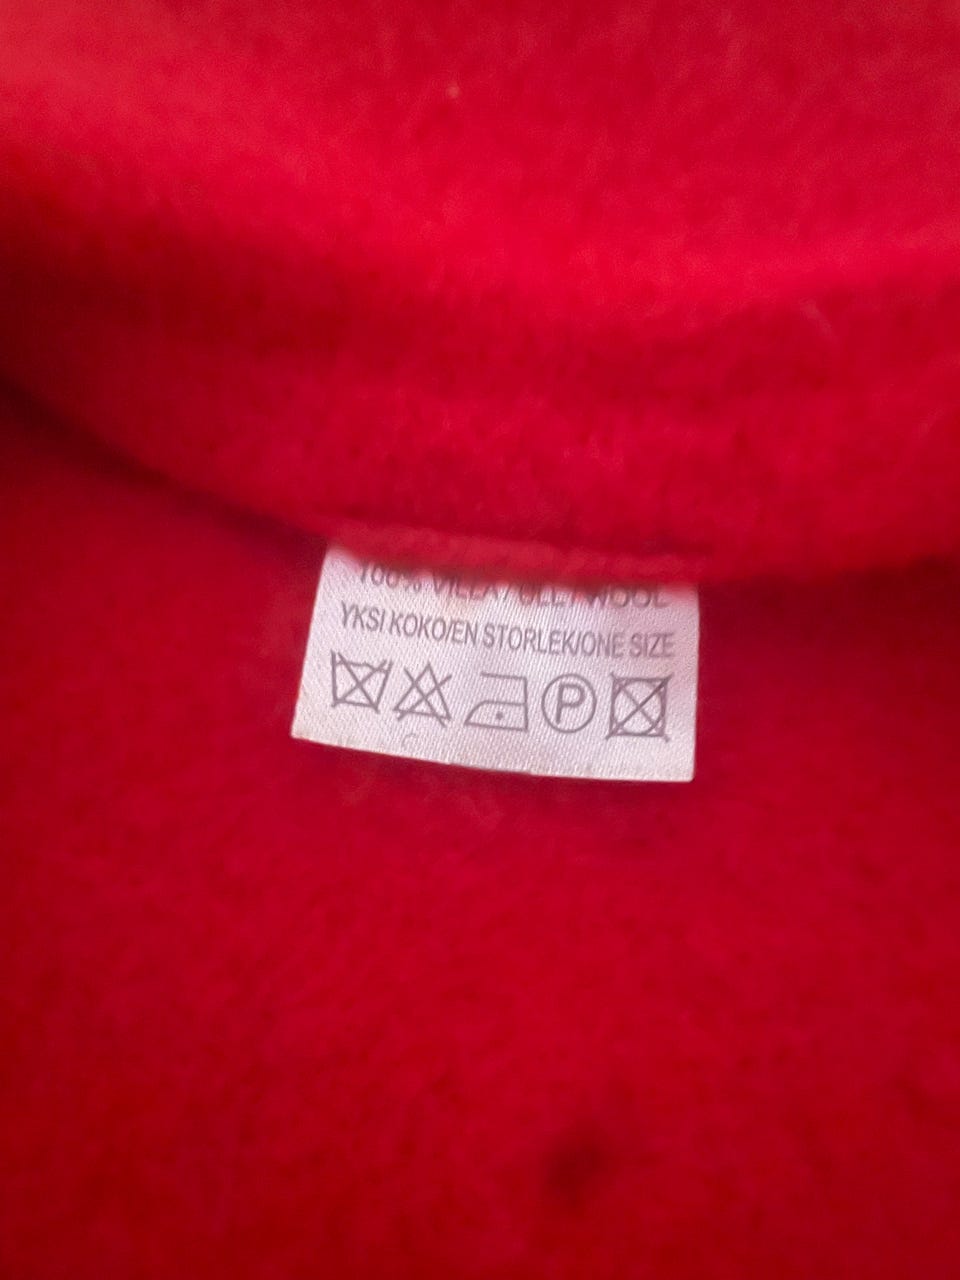 100% VILLA / ULL / WOOL
YKSI KOKO/EN STORLEK/ONE SIZE
P